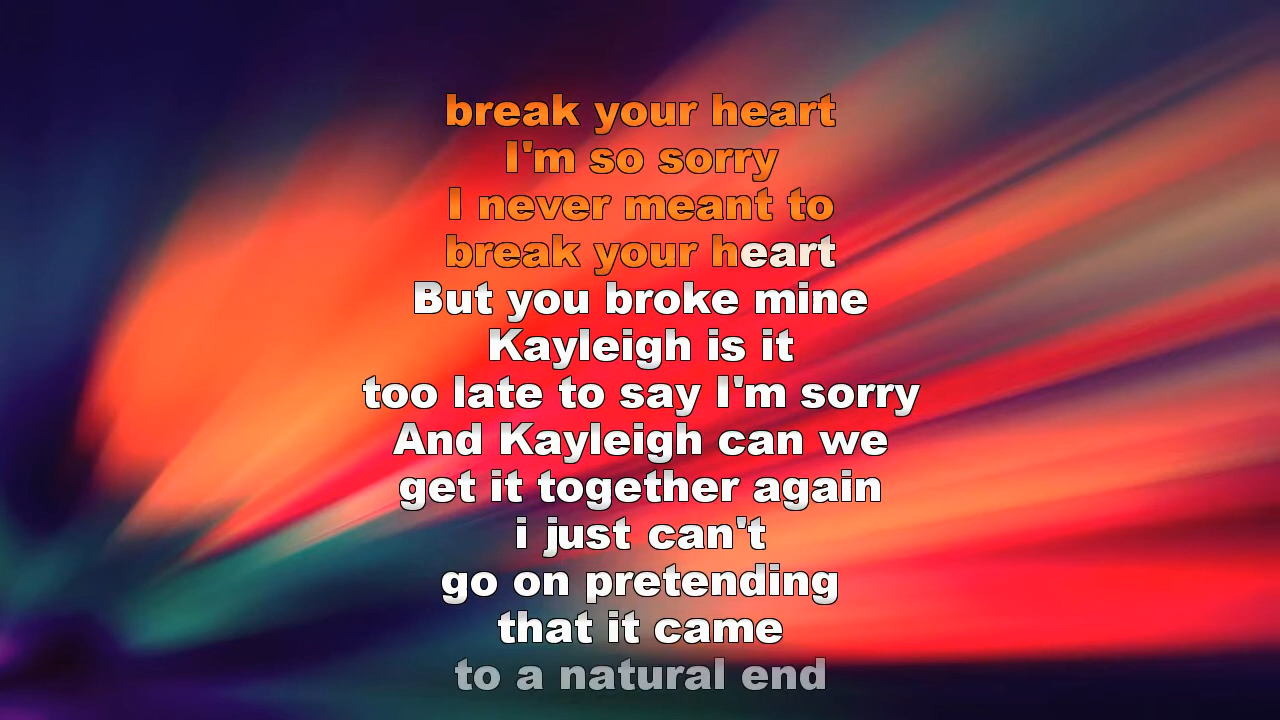 break your heart
I'm so sorry
I never meant to
break your heart
But you broke mine
Kayleigh is it
too late to say I'm sorry
And Kayleigh can we
get it together again
i just can't
go on pretending
that it came
to a natural end